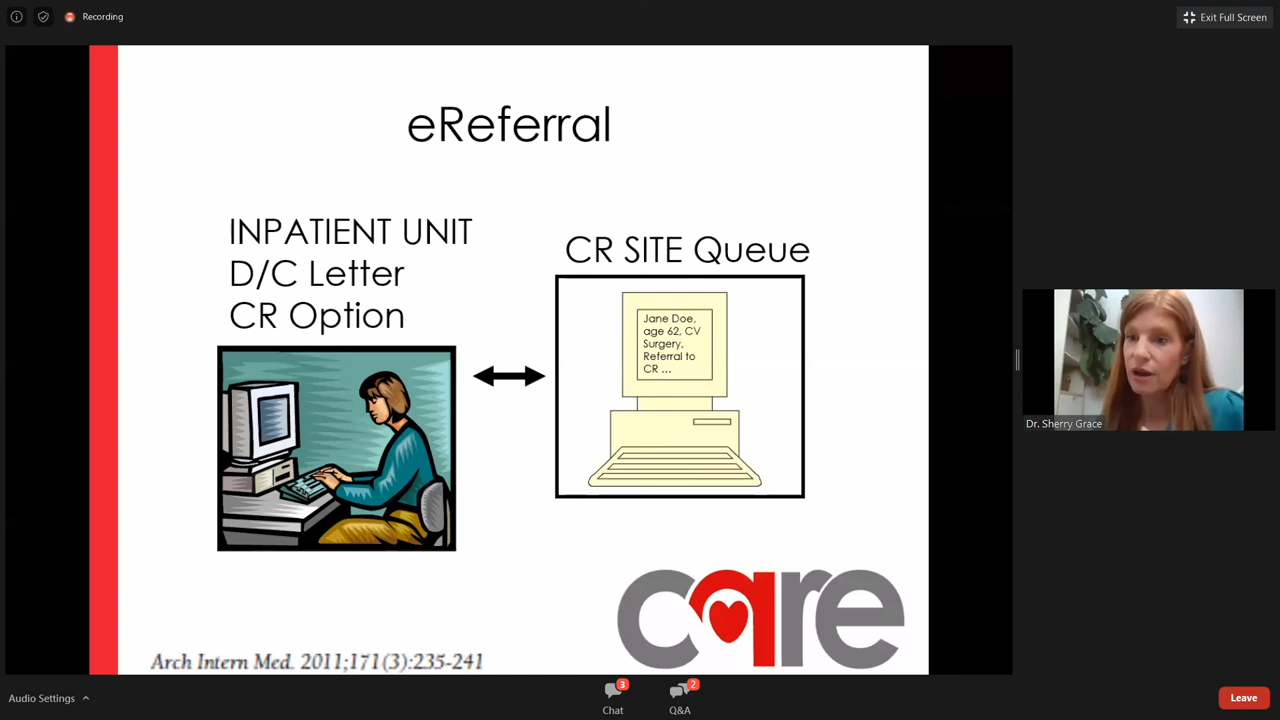 Recording
Exit Full Screen
eReferral
INPATIENT UNIT
D/C Letter
CR Option
CR SITE Queue
Jane Doe,
age 62, CV
Surgery,
Referral to
CR ...
Dr. Sherry Grace
care
Arch Intern Med. 2011;171(3):235-241
Audio Settings
3
Chat
2
Q&A
Leave